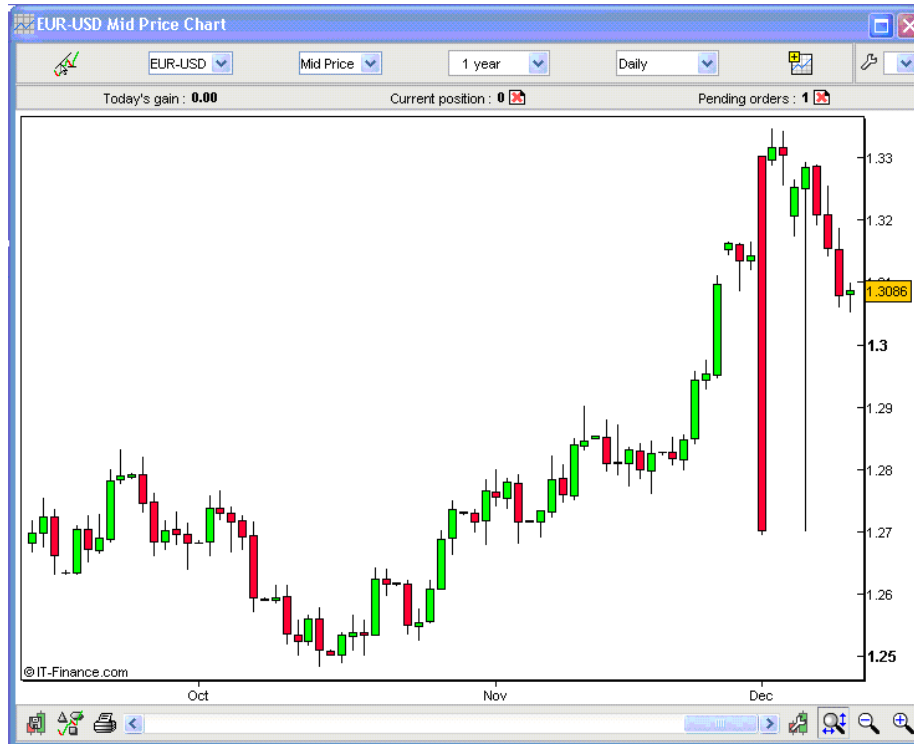 EUR-USD Mid Price Chart
EUR-USD Mid Price 1 year Daily
Today's gain : 0.00 Current position : 0 Pending orders : 1
1.33
1.32
1.3086
1.3
1.29
1.28
1.27
1.26
1.25
© IT-Finance.com
Oct Nov Dec